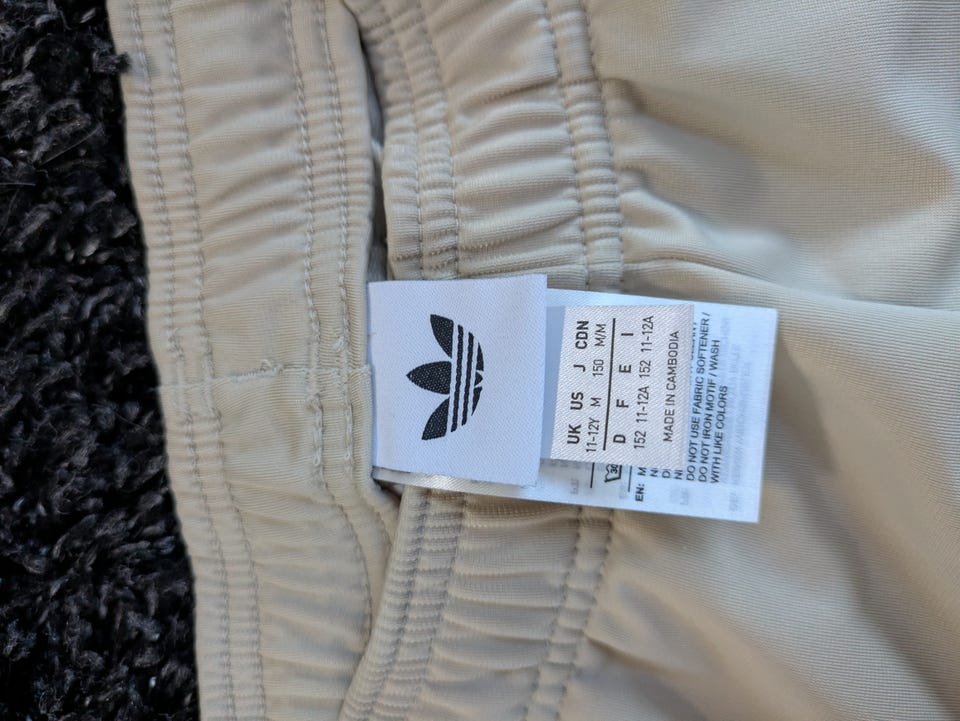 UK US J CDN
11-12Y M 150 M/M
D F E I
152 11-12A 152 11-12A
MADE IN CAMBODIA
30
EN: M
DO NOT USE FABRIC SOFTENER /
DO NOT IRON MOTIF / WASH
WITH LIKE COLORS